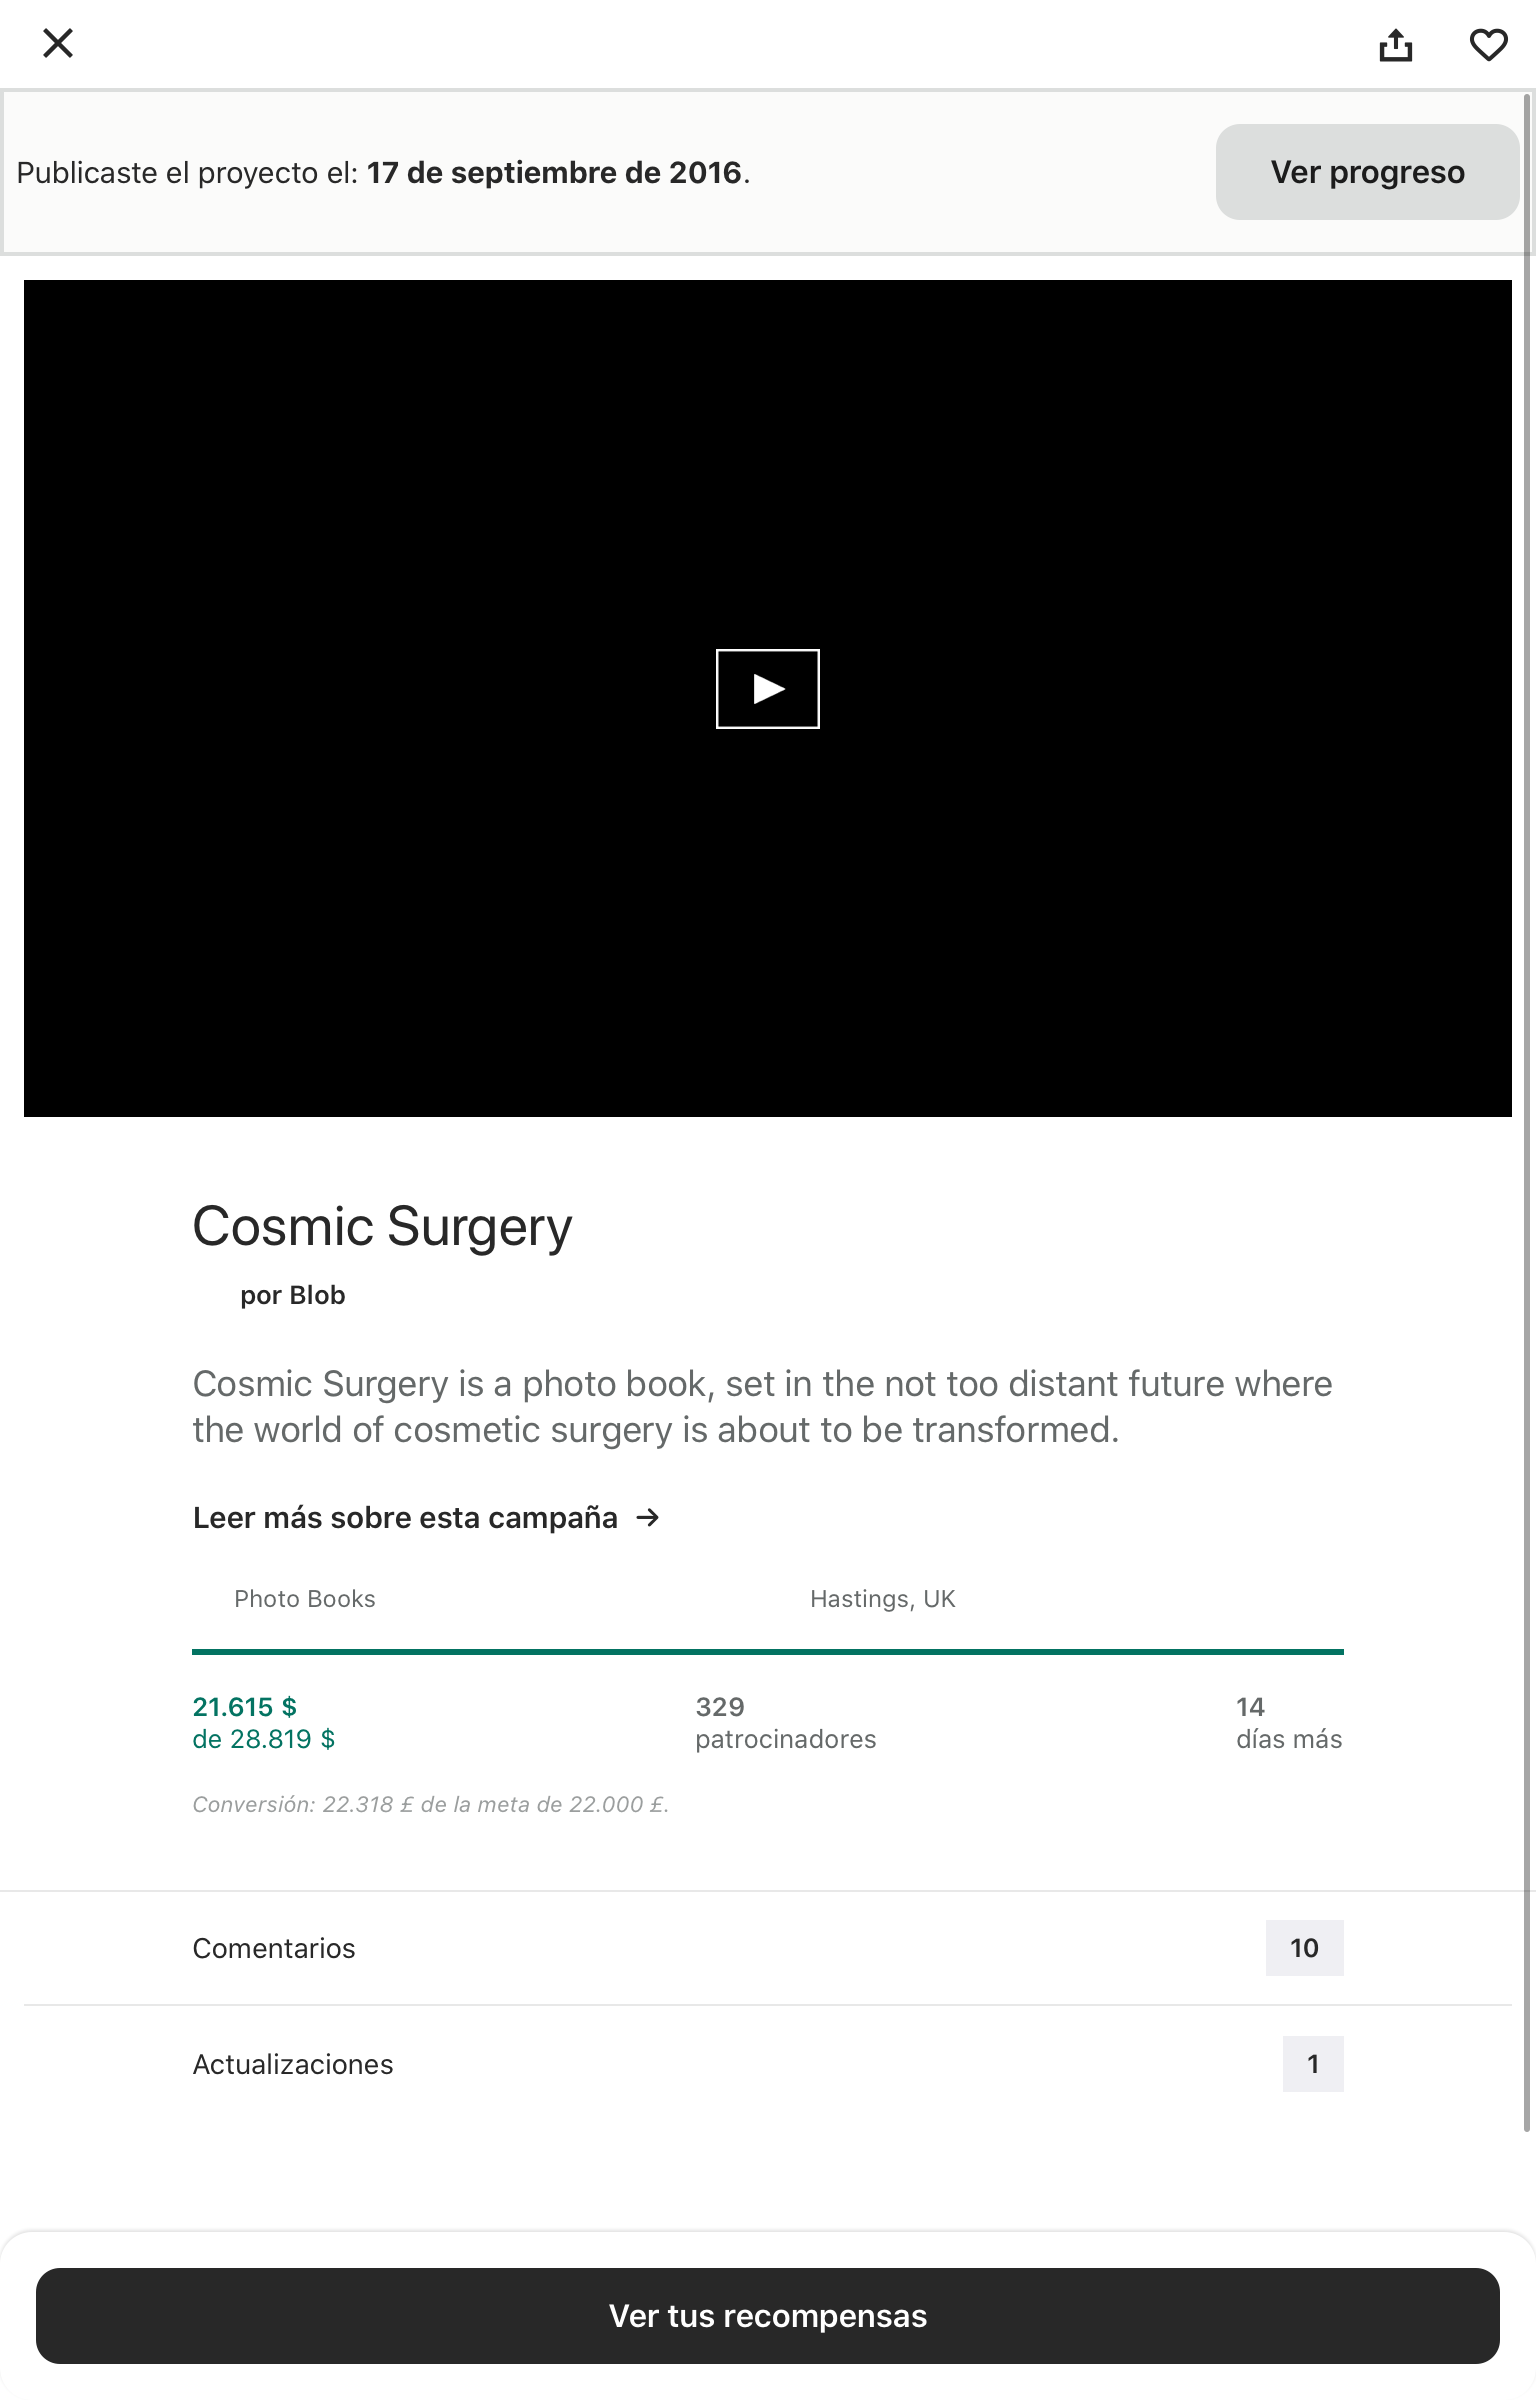 Publicaste el proyecto el: 17 de septiembre de 2016.
Ver progreso
Cosmic Surgery
por Blob
Cosmic Surgery is a photo book, set in the not too distant future where
the world of cosmetic surgery is about to be transformed.
Leer más sobre esta campaña →
Photo Books
Hastings, UK
21.615 $
de 28.819 $
329
patrocinadores
14
días más
Conversión: 22.318 £ de la meta de 22.000 £.
Comentarios
10
Actualizaciones
1
Ver tus recompensas